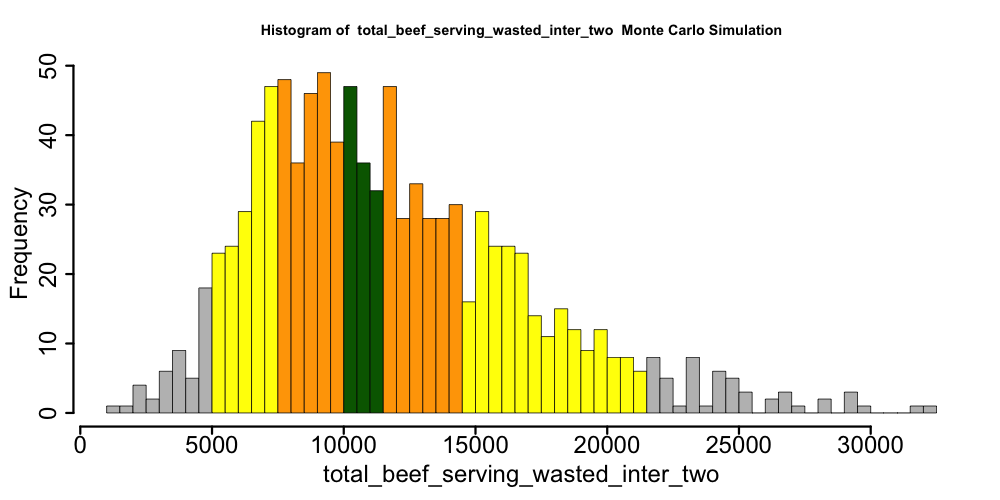 Histogram of  total_beef_serving_wasted_inter_two  Monte Carlo Simulation
50
40
30
20
10
0
Frequency
0 5000 10000 15000 20000 25000 30000
total_beef_serving_wasted_inter_two